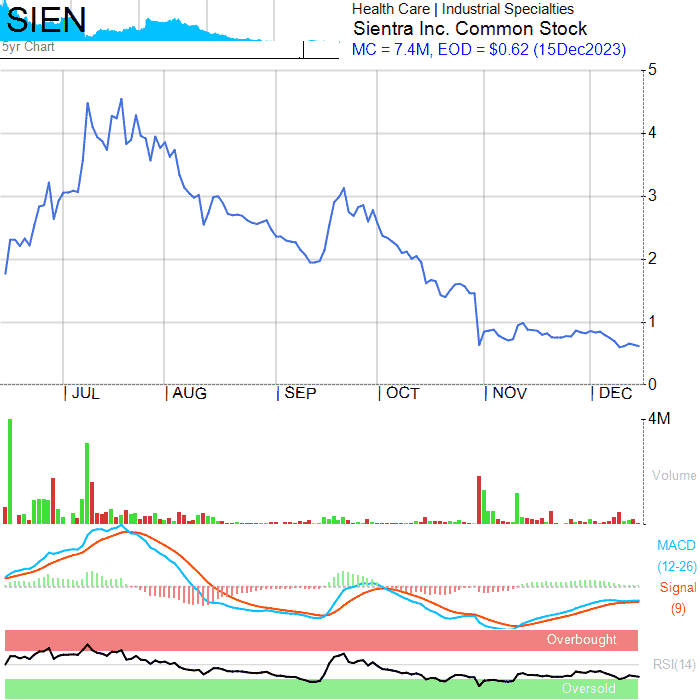 SIEN
5yr Chart
Health Care | Industrial Specialties
Sientra Inc. Common Stock
MC = 7.4M, EOD = $0.62 (15Dec2023)
5
4
3
2
1
0
JUL AUG SEP OCT NOV DEC
4M
Volume
MACD
(12-26)
Signal
(9)
Overbought
RSI(14)
Oversold